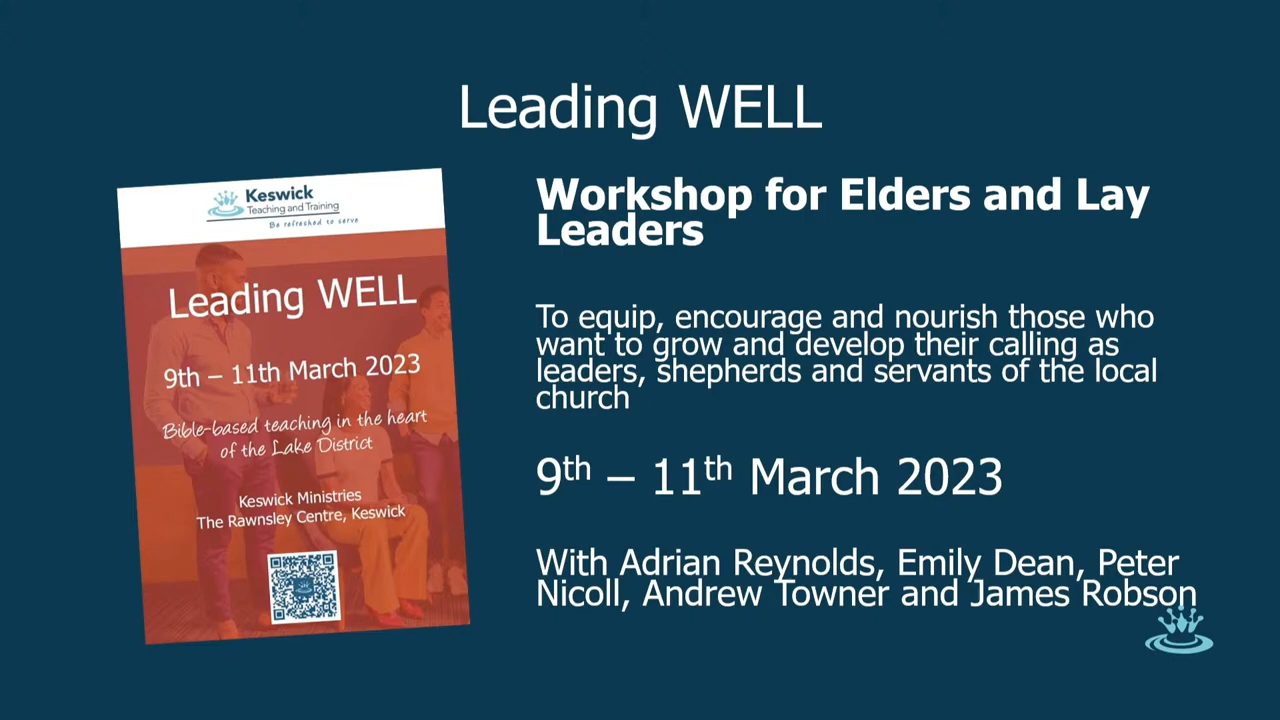 Leading WELL
Keswick
Teaching and Training
Be refreshed to serve
Leading WELL
9th – 11th March 2023
Bible-based teaching in the heart
of the Lake District
Keswick Ministries
The Rawnsley Centre, Keswick
Workshop for Elders and Lay
Leaders
To equip, encourage and nourish those who
want to grow and develop their calling as
leaders, shepherds and servants of the local
church
9th – 11th March 2023
With Adrian Reynolds, Emily Dean, Peter
Nicoll, Andrew Towner and James Robson